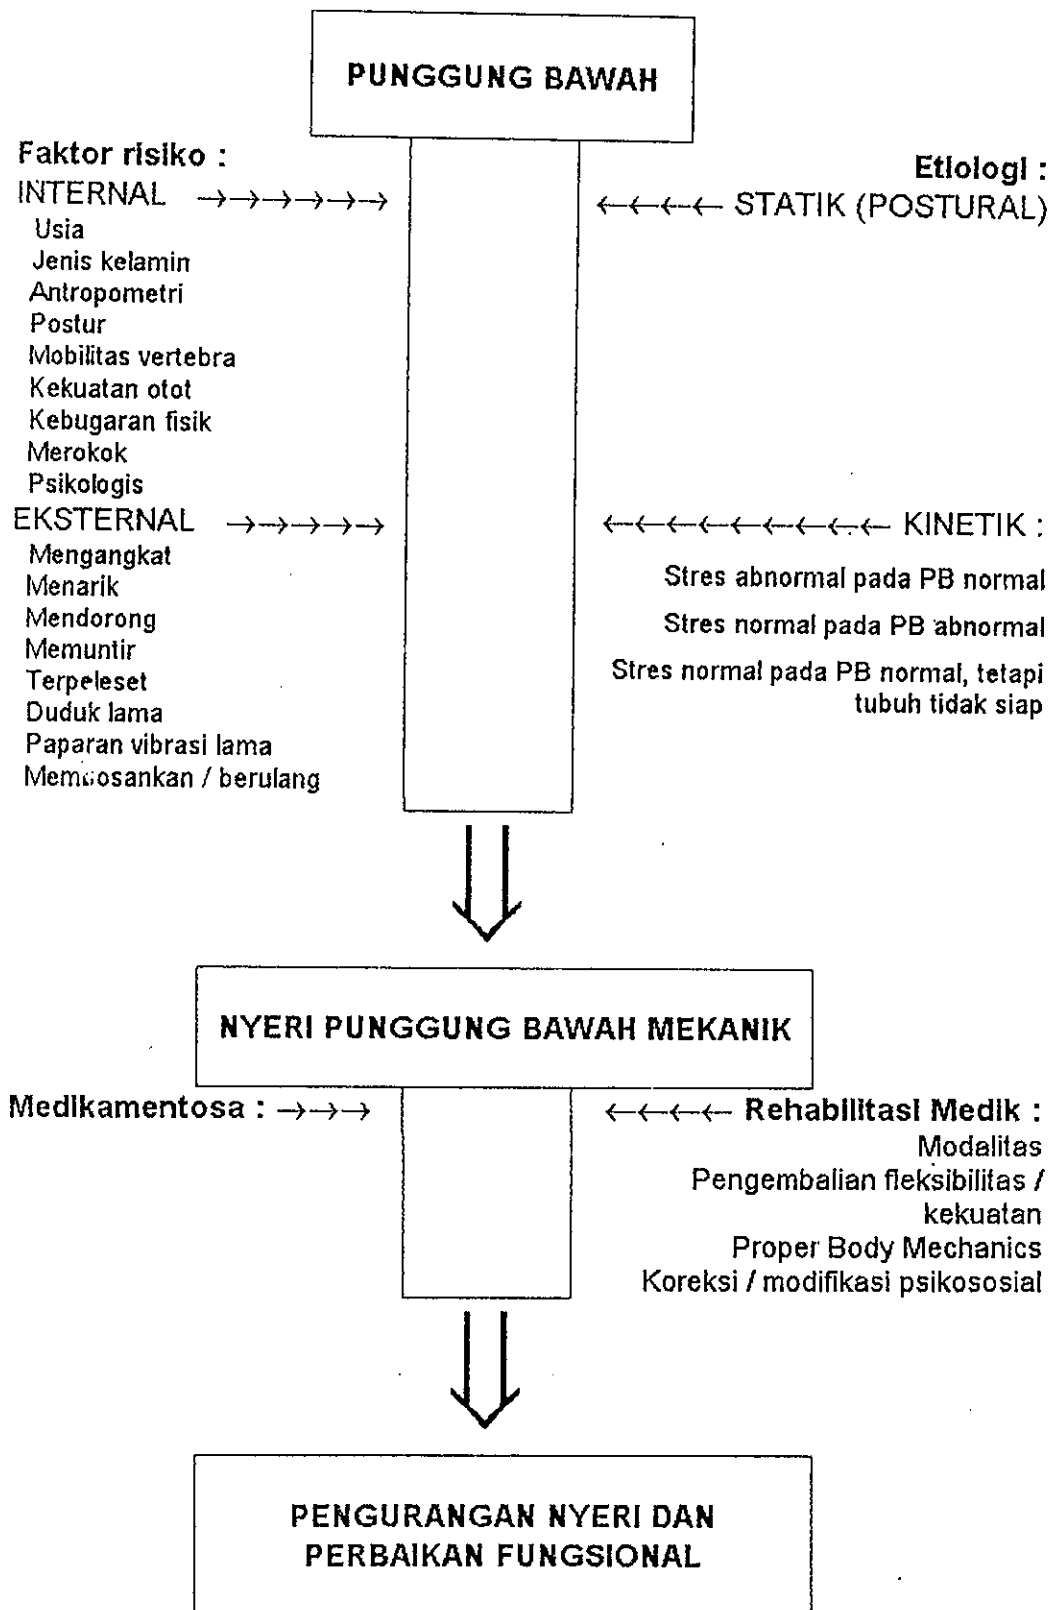 PUNGGUNG BAWAH
Faktor risiko :
INTERNAL →→→→→→
Usia
Jenis kelamin
Antropometri
Postur
Mobilitas vertebra
Kekuatan otot
Kebugaran fisik
Merokok
Psikologis
EKSTERNAL →→→→→
Mengangkat
Menarik
Mendorong
Memuntir
Terpeleset
Duduk lama
Paparan vibrasi lama
/ berulang
Etiologi :
←←←← STATIK (POSTURAL)
←←←←←←←←← KINETIK :
Stres abnormal pada PB normal
Stres normal pada PB abnormal
Stres normal pada PB normal, tetapi
tubuh tidak siap
NYERI PUNGGUNG BAWAH MEKANIK
Medikamentosa : →→→
←←←← Rehabilitasi Medik :
Modalitas
Pengembalian fleksibilitas /
kekuatan
Proper Body Mechanics
Koreksi / modifikasi psikososial
PENGURANGAN NYERI DAN
PERBAIKAN FUNGSIONAL